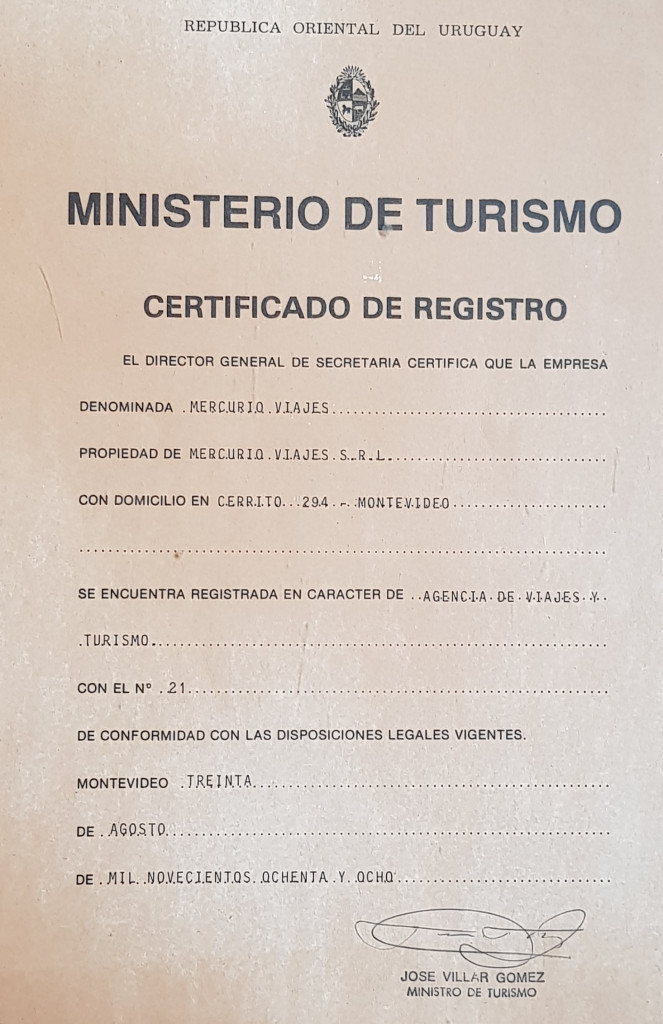 REPUBLICA ORIENTAL DEL URUGUAY
MINISTERIO DE TURISMO
CERTIFICADO DE REGISTRO
EL DIRECTOR GENERAL DE SECRETARIA CERTIFICA QUE LA EMPRESA
DENOMINADA MERCURIO VIAJES
PROPIEDAD DE MERCURIO VIAJES S.R.L.
CON DOMICILIO EN CERRITO 294 - MONTEVIDEO
SE ENCUENTRA REGISTRADA EN CARACTER DE AGENCIA DE VIAJES Y
TURISMO.
CON EL Nº 21
DE CONFORMIDAD CON LAS DISPOSICIONES LEGALES VIGENTES.
MONTEVIDEO TREINTA
DE AGOSTO
DE MIL NOVECIENTOS OCHENTA Y OCHO
JOSE VILLAR GOMEZ
MINISTRO DE TURISMO